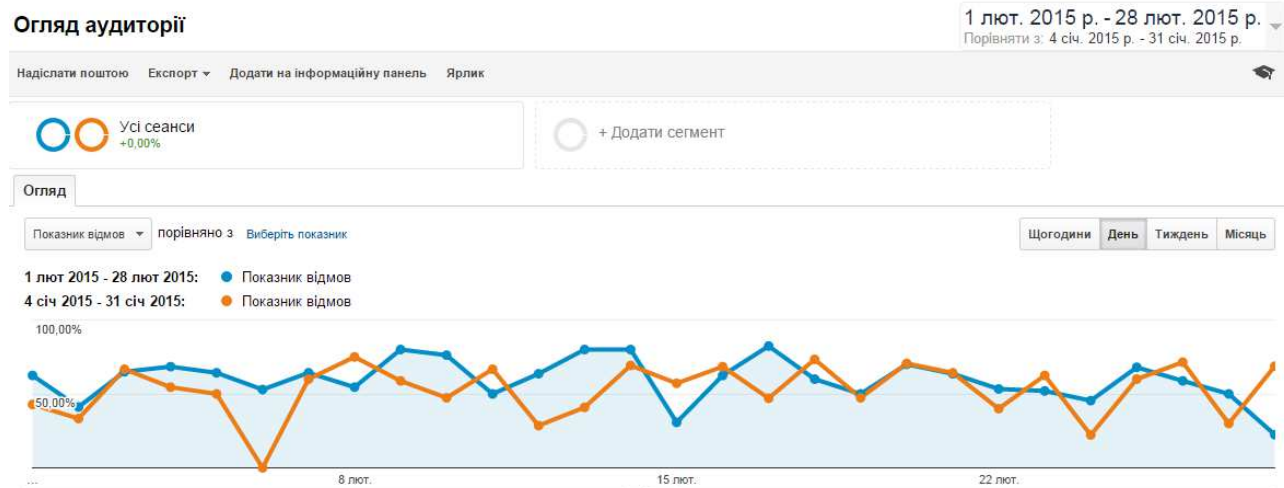 Огляд аудиторії
1 лют. 2015 р. - 28 лют. 2015 р.
Порівняти з: 4 січ. 2015 р. - 31 січ. 2015 р.
Надіслати поштою Експорт Додати на інформаційну панель Ярлик
Усі сеанси
+0,00%
+ Додати сегмент
Огляд
Показник відмов порівняно з Виберіть показник
Щогодини День Тиждень Місяць
1 лют 2015 - 28 лют 2015: Показник відмов
4 січ 2015 - 31 січ 2015: Показник відмов
100,00%
50,00%
... 8 лют. 15 лют. 22 лют.